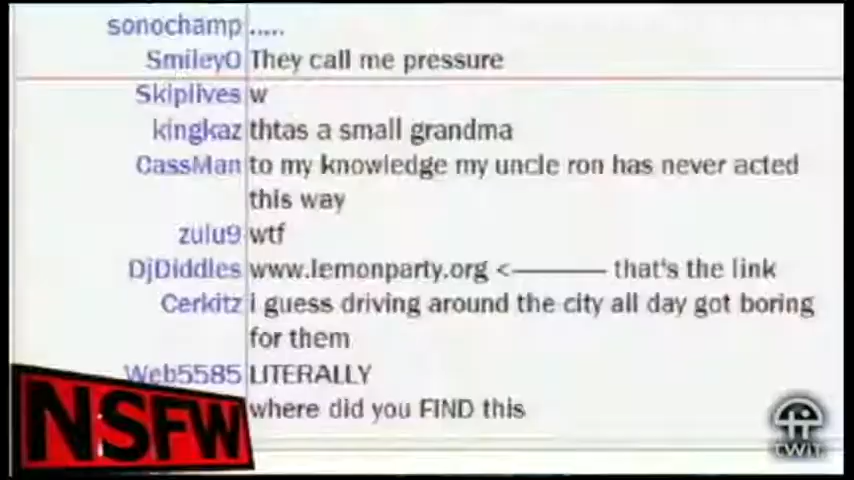 sonochamp .....
SmileyO They call me pressure
Skiplives w
kingkaz thtas a small grandma
CassMan to my knowledge my uncle ron has never acted
this way
zulu9 wtf
DjDiddles www.lemonparty.org <———— that's the link
Cerkitz i guess driving around the city all day got boring
for them
Web5585 LITERALLY
where did you FIND this
NSFW
TWiT